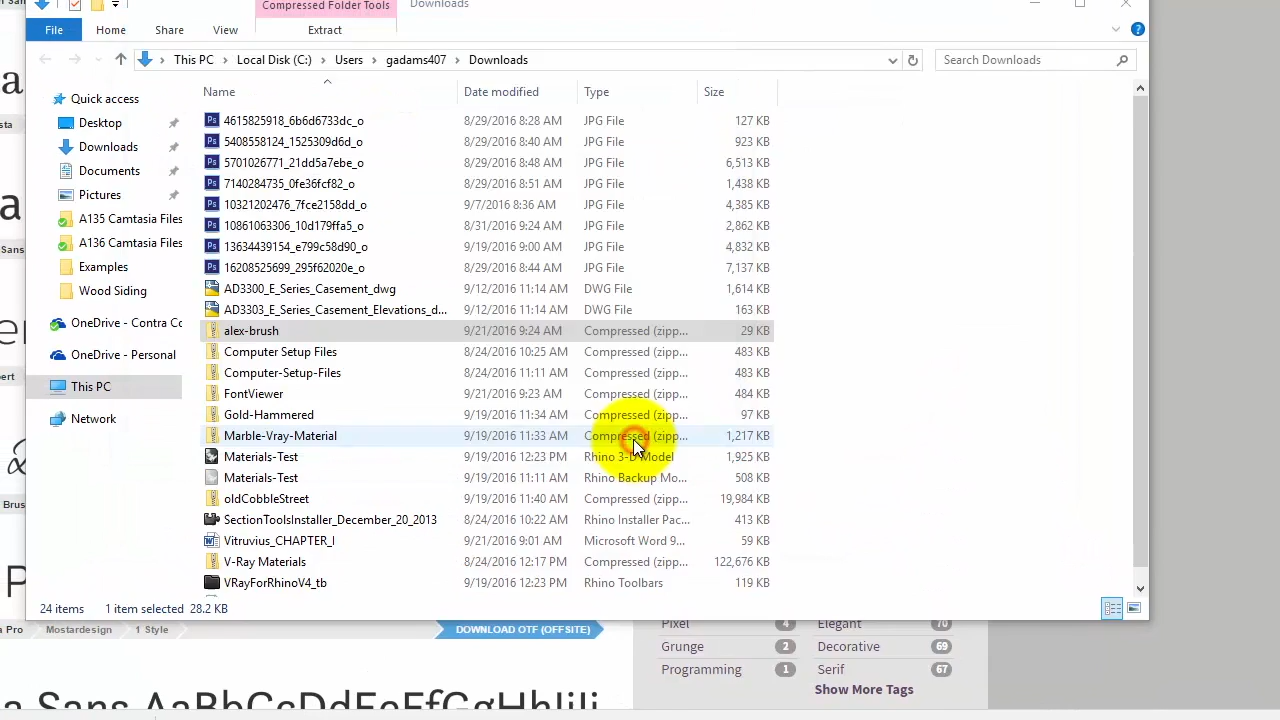 Compressed Folder Tools
Downloads
File
Home
Share
View
Extract
This PC
Local Disk (C:)
Users
gadams407
Downloads
Search Downloads
Name
Date modified
Type
Size
Quick access
Desktop
Downloads
Documents
Pictures
A135 Camtasia Files
A136 Camtasia Files
Examples
Wood Siding
OneDrive - Contra Cc
OneDrive - Personal
This PC
Network
4615825918_6b6d6733dc_o 8/29/2016 8:28 AM JPG File 127 KB
5408558124_1525309d6d_o 8/29/2016 8:40 AM JPG File 923 KB
5701026771_21dd5a7ebe_o 8/29/2016 8:48 AM JPG File 6,513 KB
7140284735_0fe36fcf82_o 8/29/2016 8:51 AM JPG File 1,438 KB
10321202476_7fce2158dd_o 9/7/2016 8:36 AM JPG File 4,385 KB
10861063306_10d179ffa5_o 8/31/2016 9:24 AM JPG File 2,862 KB
13634439154_e799c58d90_o 9/19/2016 9:00 AM JPG File 4,832 KB
16208525699_295f62020e_o 8/29/2016 8:44 AM JPG File 7,137 KB
AD3300_E_Series_Casement_dwg 9/12/2016 11:14 AM DWG File 1,614 KB
AD3303_E_Series_Casement_Elevations_d... 9/12/2016 11:14 AM DWG File 163 KB
alex-brush 9/21/2016 9:24 AM Compressed (zipp... 29 KB
Computer Setup Files 8/24/2016 10:25 AM Compressed (zipp... 483 KB
Computer-Setup-Files 8/24/2016 11:11 AM Compressed (zipp... 483 KB
FontViewer 9/21/2016 9:23 AM Compressed (zipp... 484 KB
Gold-Hammered 9/19/2016 11:34 AM Compressed (zipp... 97 KB
Marble-Vray-Material 9/19/2016 11:33 AM Compressed (zipp... 1,217 KB
Materials-Test 9/19/2016 12:23 PM Rhino 3-D Model 1,925 KB
Materials-Test 9/19/2016 11:11 AM Rhino Backup Mo... 508 KB
oldCobbleStreet 9/19/2016 11:40 AM Compressed (zipp... 19,984 KB
SectionToolsInstaller_December_20_2013 8/24/2016 10:22 AM Rhino Installer Pac... 413 KB
Vitruvius_CHAPTER_I 9/21/2016 9:01 AM Microsoft Word 9... 59 KB
V-Ray Materials 8/24/2016 12:17 PM Compressed (zipp... 122,676 KB
VRayForRhinoV4_tb 9/19/2016 12:23 PM Rhino Toolbars 119 KB
24 items 1 item selected 28.2 KB
a Pro Mostardesign 1 Style DOWNLOAD OTF (OFFSITE)
Pixel 4 Elegant 70
Grunge 2 Decorative 69
Programming 1 Serif 67
Show More Tags
a Sans AaBbCcDdEeFfGgHhIiJj